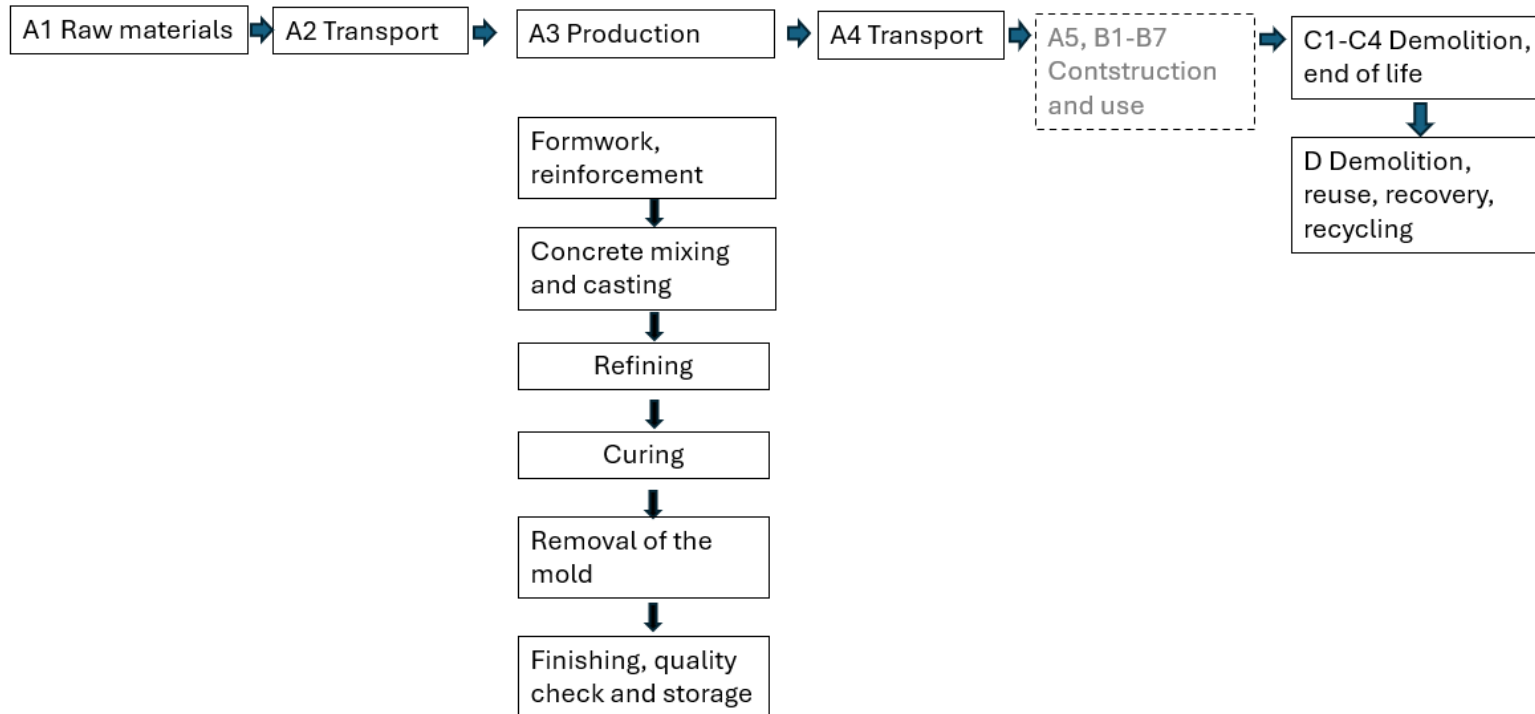 A1 Raw materials
A2 Transport
A3 Production
A4 Transport
A5, B1-B7
Contstruction
and use
C1-C4 Demolition,
end of life
D Demolition,
reuse, recovery,
recycling
Formwork,
reinforcement
Concrete mixing
and casting
Refining
Curing
Removal of the
mold
Finishing, quality
check and storage